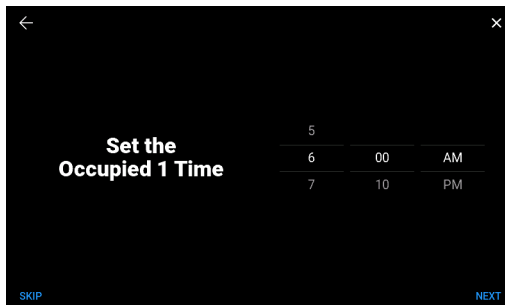 Set the
Occupied 1 Time
5
6 00 AM
7 10 PM
SKIP NEXT